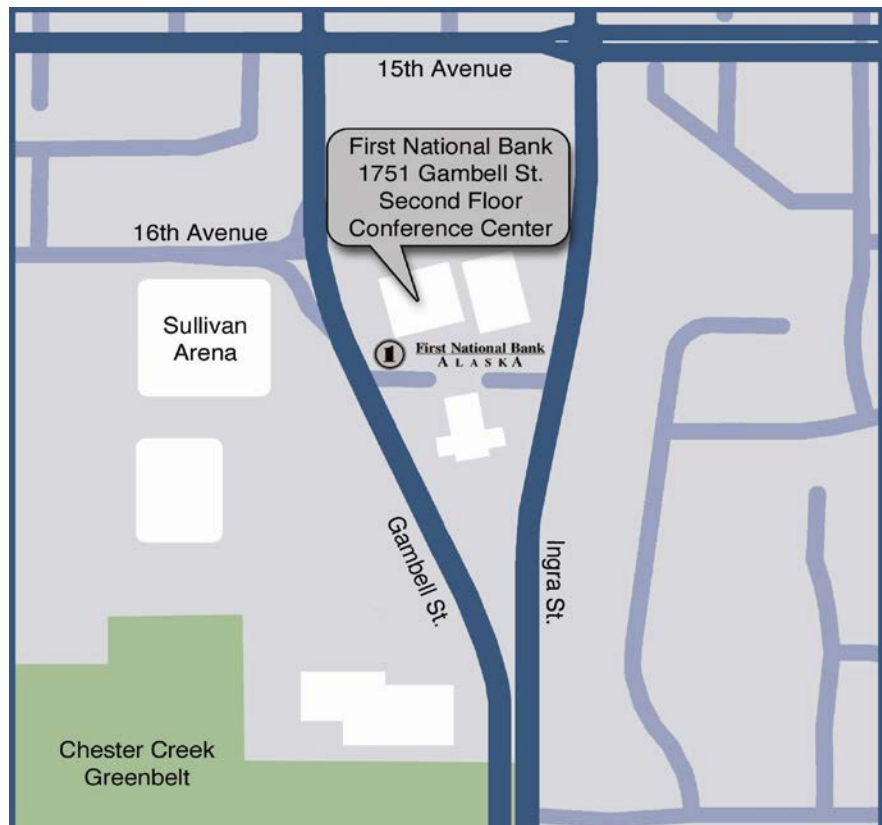 15th Avenue
First National Bank
1751 Gambell St.
Second Floor
Conference Center
16th Avenue
Sullivan
Arena
1 First National Bank
ALASKA
Gambell St.
Ingra St.
Chester Creek
Greenbelt